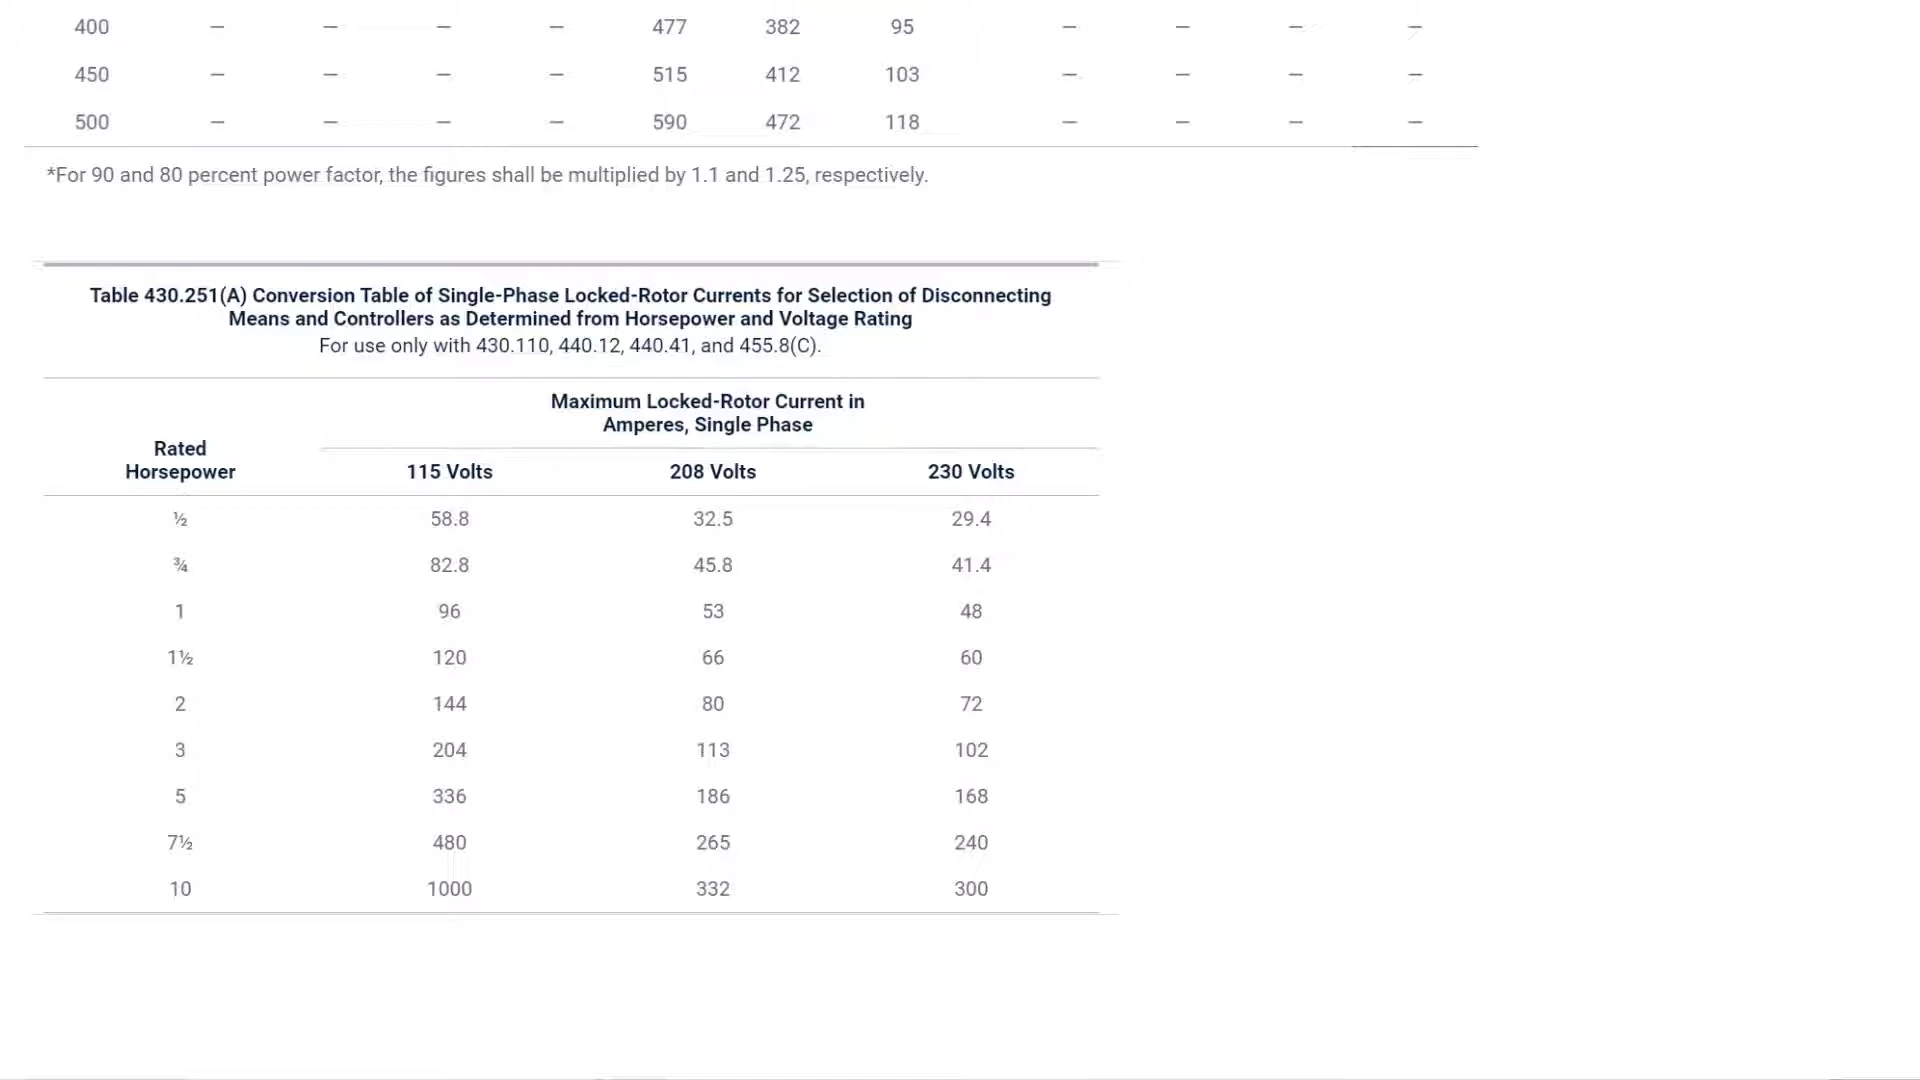 400 — — — — 477 382 95 — — — —
450 — — — — 515 412 103 — — — —
500 — — — — 590 472 118 — — — —
*For 90 and 80 percent power factor, the figures shall be multiplied by 1.1 and 1.25, respectively.
Table 430.251(A) Conversion Table of Single-Phase Locked-Rotor Currents for Selection of Disconnecting
Means and Controllers as Determined from Horsepower and Voltage Rating
For use only with 430.110, 440.12, 440.41, and 455.8(C).
Maximum Locked-Rotor Current in
Amperes, Single Phase
Rated
Horsepower 115 Volts 208 Volts 230 Volts
½ 58.8 32.5 29.4
¾ 82.8 45.8 41.4
1 96 53 48
1½ 120 66 60
2 144 80 72
3 204 113 102
5 336 186 168
7½ 480 265 240
10 1000 332 300